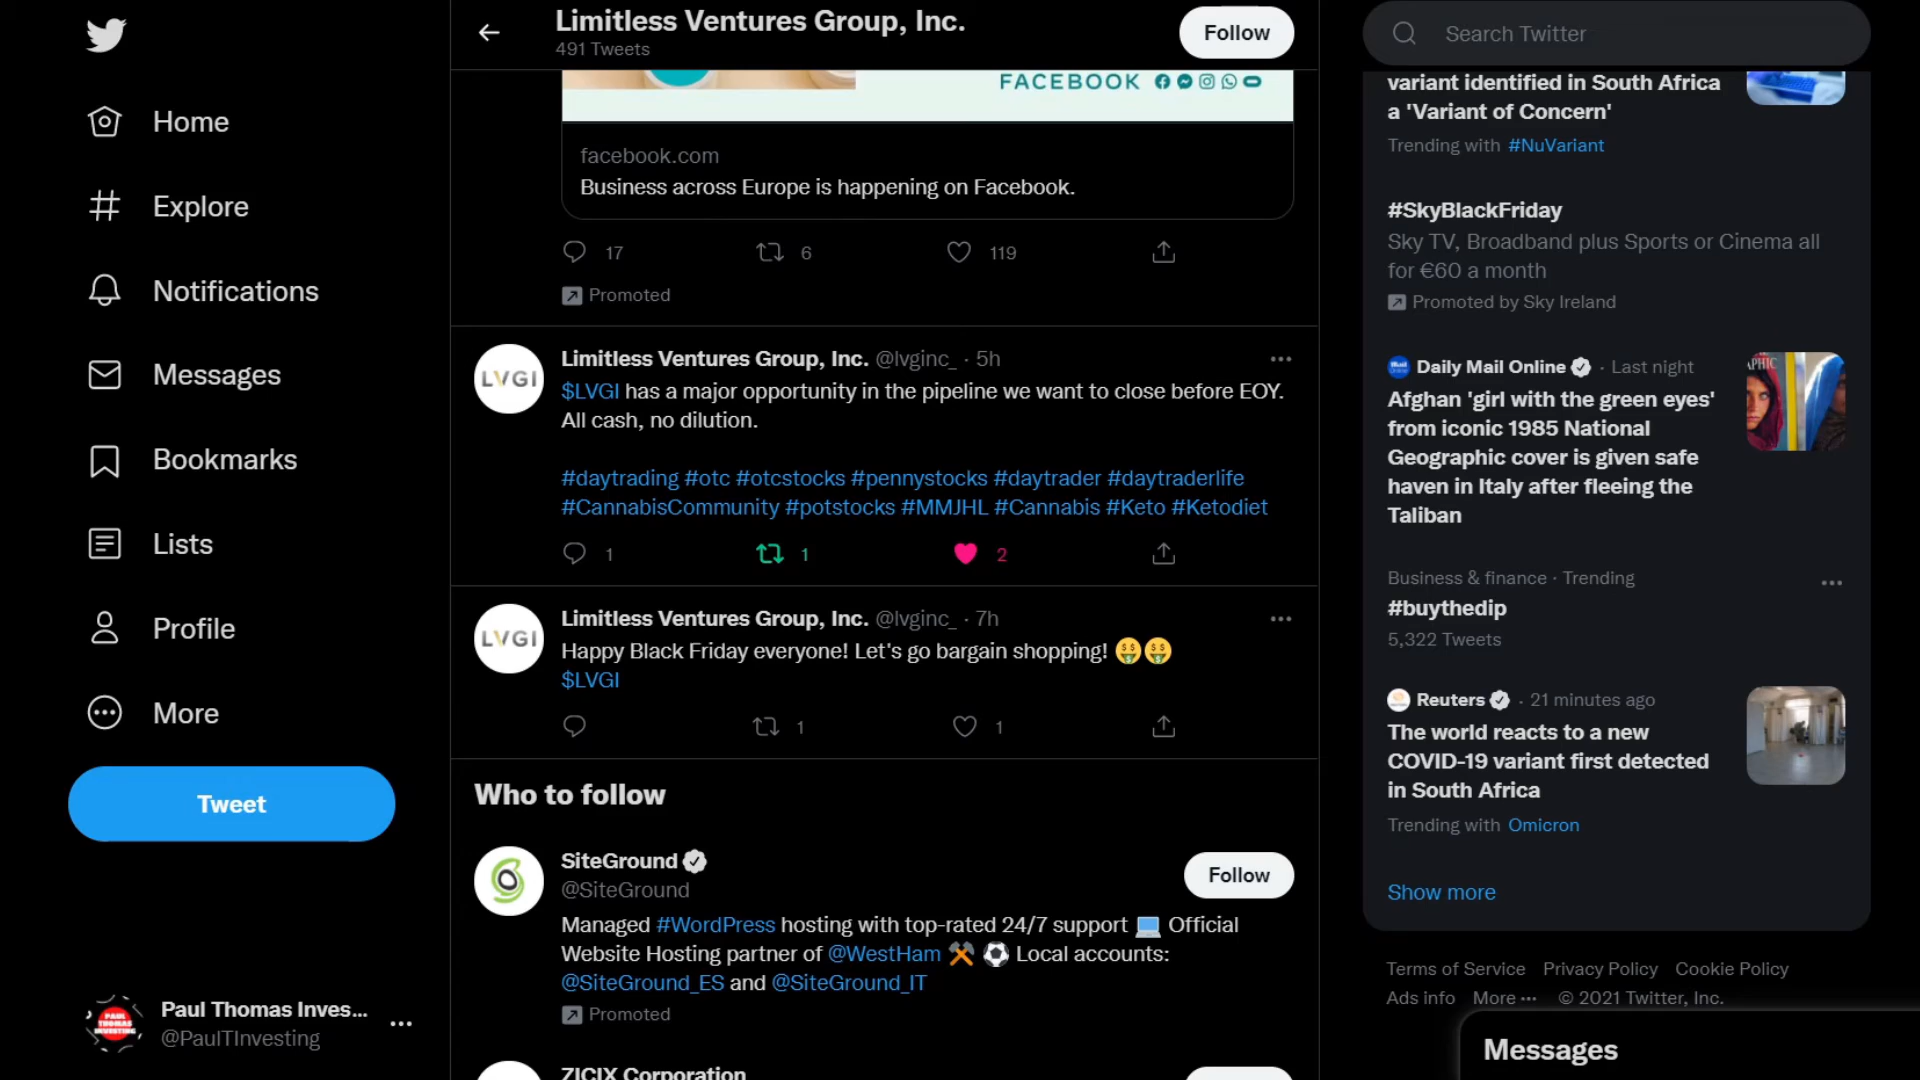 Home
Explore
Notifications
Messages
Bookmarks
Lists
Profile
More
Tweet
Paul Thomas Inves...
@PaulTInvesting
PAUL
THOMAS
INVESTING
Limitless Ventures Group, Inc.
491 Tweets
Follow
FACEBOOK
facebook.com
Business across Europe is happening on Facebook.
17 6 119
Promoted
LVGI
Limitless Ventures Group, Inc. @lvginc_ · 5h
$LVGI has a major opportunity in the pipeline we want to close before EOY.
All cash, no dilution.
#daytrading #otc #otcstocks #pennystocks #daytrader #daytraderlife
#CannabisCommunity #potstocks #MMJHL #Cannabis #Keto #Ketodiet
1 1 2
LVGI
Limitless Ventures Group, Inc. @lvginc_ · 7h
Happy Black Friday everyone! Let's go bargain shopping! 🤑🤑
$LVGI
1 1
Who to follow
SiteGround
@SiteGround
Follow
Managed #WordPress hosting with top-rated 24/7 support 💻 Official
Website Hosting partner of @WestHam ⚒️ ⚽ Local accounts:
@SiteGround_ES and @SiteGround_IT
Promoted
ZICIX Corporation
Search Twitter
variant identified in South Africa
a 'Variant of Concern'
Trending with #NuVariant
#SkyBlackFriday
Sky TV, Broadband plus Sports or Cinema all
for €60 a month
Promoted by Sky Ireland
Daily Mail Online · Last night
Afghan 'girl with the green eyes'
from iconic 1985 National
Geographic cover is given safe
haven in Italy after fleeing the
Taliban
Business & finance · Trending
#buythedip
5,322 Tweets
Reuters · 21 minutes ago
The world reacts to a new
COVID-19 variant first detected
in South Africa
Trending with Omicron
Show more
Terms of Service Privacy Policy Cookie Policy
Ads info More ··· © 2021 Twitter, Inc.
Messages